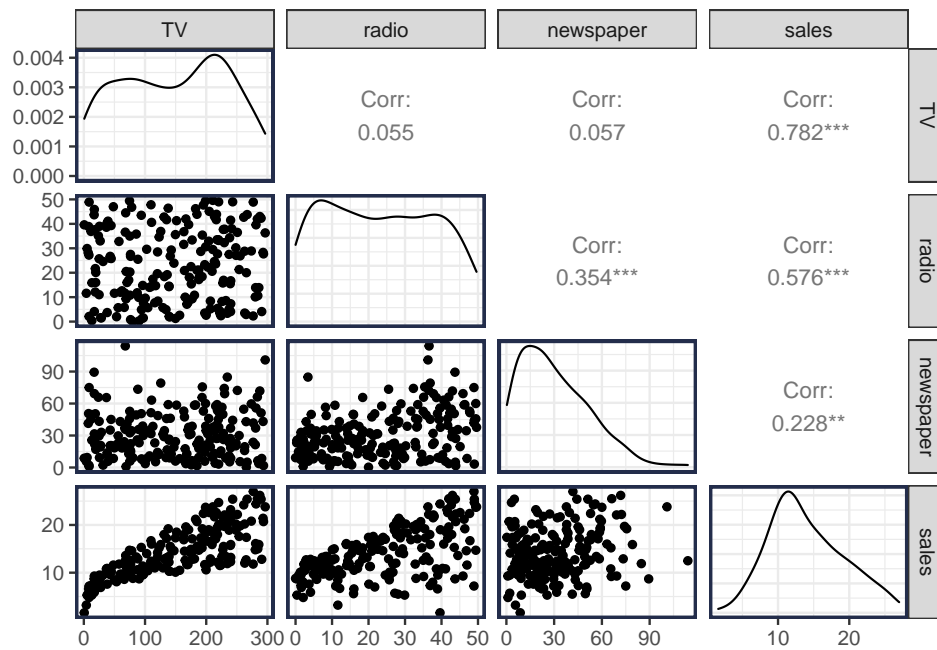 TV radio newspaper sales
0.004
0.003
0.002
0.001
0.000
Corr:
0.055
Corr:
0.057
Corr:
0.782***
TV
50
40
30
20
10
0
Corr:
0.354***
Corr:
0.576***
radio
90
60
30
0
Corr:
0.228**
newspaper
20
10
sales
0 100 200 300 0 10 20 30 40 50 0 30 60 90 10 20